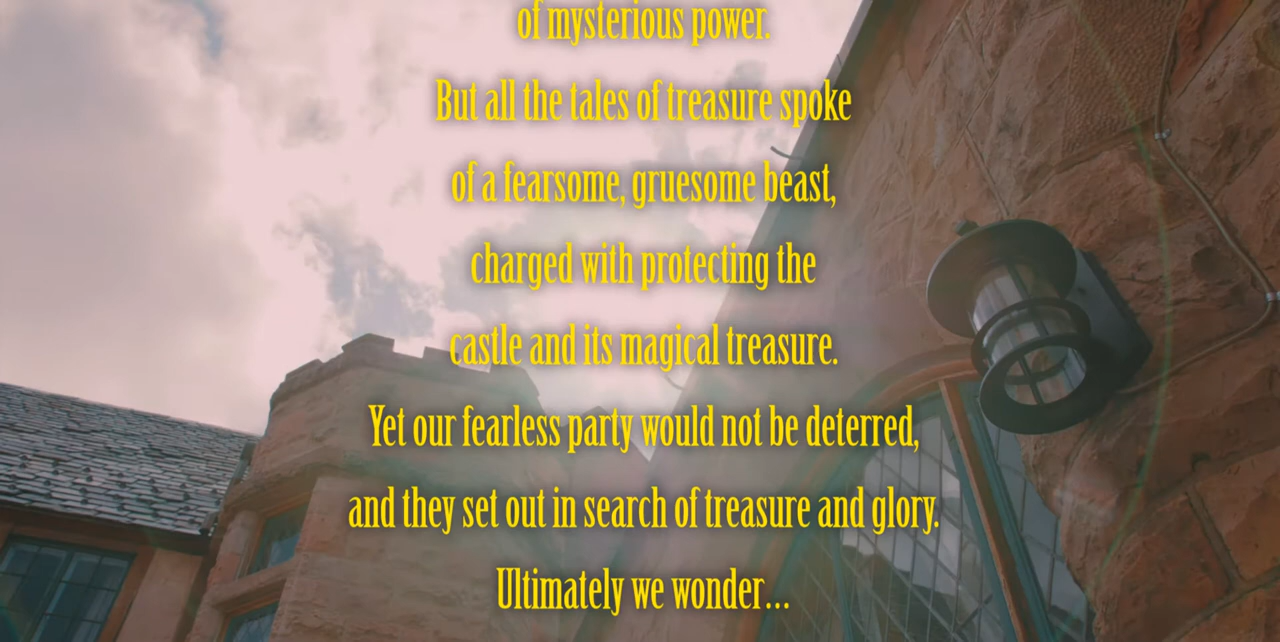 of mysterious power.
But all the tales of treasure spoke
of a fearsome, gruesome beast,
charged with protecting the
castle and its magical treasure.
Yet our fearless party would not be deterred,
and they set out in search of treasure and glory.
Ultimately we wonder...